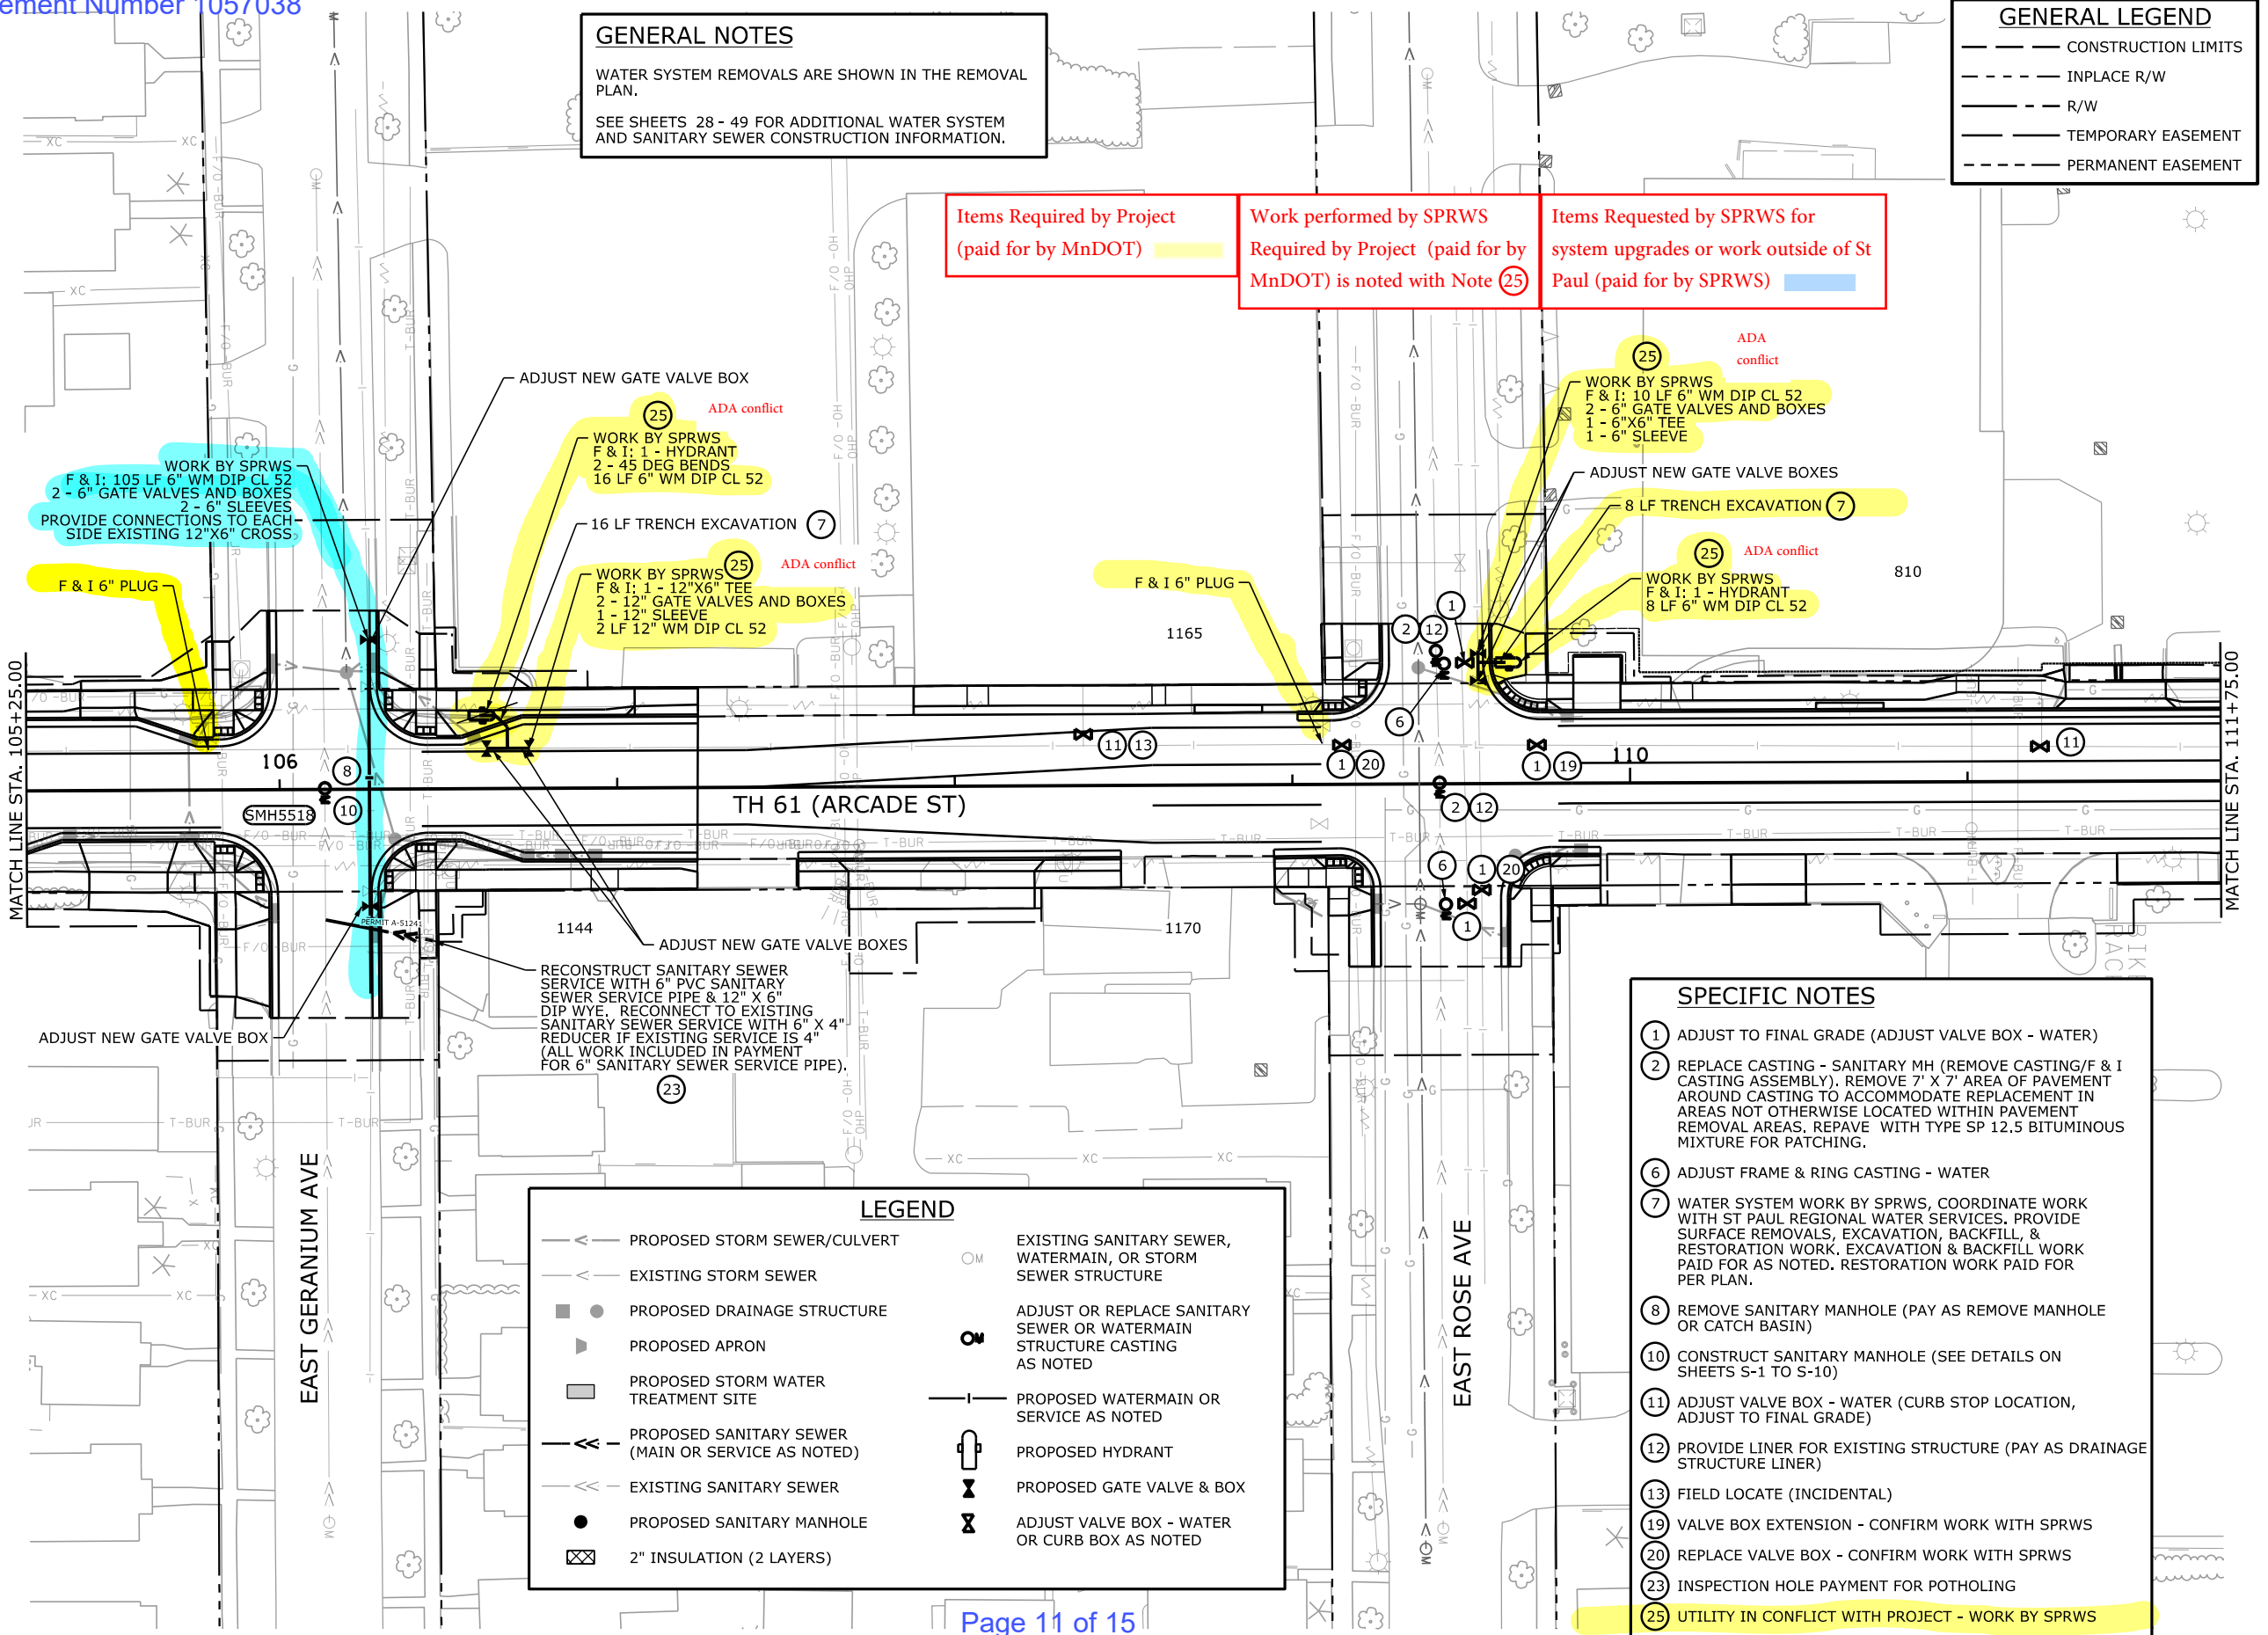 ement Number 1057038
GENERAL NOTES
WATER SYSTEM REMOVALS ARE SHOWN IN THE REMOVAL
PLAN.
SEE SHEETS 28 - 49 FOR ADDITIONAL WATER SYSTEM
AND SANITARY SEWER CONSTRUCTION INFORMATION.
GENERAL LEGEND
CONSTRUCTION LIMITS
INPLACE R/W
R/W
TEMPORARY EASEMENT
PERMANENT EASEMENT
Items Required by Project
(paid for by MnDOT)
Work performed by SPRWS
Required by Project (paid for by
MnDOT) is noted with Note 25
Items Requested by SPRWS for
system upgrades or work outside of St
Paul (paid for by SPRWS)
ADJUST NEW GATE VALVE BOX
25
ADA conflict
WORK BY SPRWS
F & I: 1 - HYDRANT
2 - 45 DEG BENDS
16 LF 6" WM DIP CL 52
WORK BY SPRWS
F & I: 105 LF 6" WM DIP CL 52
2 - 6" GATE VALVES AND BOXES
2 - 6" SLEEVES
PROVIDE CONNECTIONS TO EACH
SIDE EXISTING 12"X6" CROSS
16 LF TRENCH EXCAVATION 7
F & I 6" PLUG
WORK BY SPRWS 25
ADA conflict
F & I: 1 - 12"X6" TEE
2 - 12" GATE VALVES AND BOXES
1 - 12" SLEEVE
2 LF 12" WM DIP CL 52
25
ADA
conflict
WORK BY SPRWS
F & I: 10 LF 6" WM DIP CL 52
2 - 6" GATE VALVES AND BOXES
1 - 6"X6" TEE
1 - 6" SLEEVE
ADJUST NEW GATE VALVE BOXES
8 LF TRENCH EXCAVATION 7
25
ADA conflict
WORK BY SPRWS
F & I: 1 - HYDRANT
8 LF 6" WM DIP CL 52
810
F & I 6" PLUG
1165
1
2 12
6
MATCH LINE STA. 105+25.00
106
8
10
SMH5518
11 13
1 20
1 19
110
11
MATCH LINE STA. 111+75.00
TH 61 (ARCADE ST)
2 12
6
1 20
1
PERMIT A-51241
1144
1170
ADJUST NEW GATE VALVE BOXES
ADJUST NEW GATE VALVE BOX
RECONSTRUCT SANITARY SEWER
SERVICE WITH 6" PVC SANITARY
SEWER SERVICE PIPE & 12" X 6"
DIP WYE. RECONNECT TO EXISTING
SANITARY SEWER SERVICE WITH 6" X 4"
REDUCER IF EXISTING SERVICE IS 4"
(ALL WORK INCLUDED IN PAYMENT
FOR 6" SANITARY SEWER SERVICE PIPE).
23
EAST GERANIUM AVE
EAST ROSE AVE
LEGEND
PROPOSED STORM SEWER/CULVERT
EXISTING STORM SEWER
PROPOSED DRAINAGE STRUCTURE
PROPOSED APRON
PROPOSED STORM WATER
TREATMENT SITE
PROPOSED SANITARY SEWER
(MAIN OR SERVICE AS NOTED)
EXISTING SANITARY SEWER
PROPOSED SANITARY MANHOLE
2" INSULATION (2 LAYERS)
EXISTING SANITARY SEWER,
WATERMAIN, OR STORM
SEWER STRUCTURE
ADJUST OR REPLACE SANITARY
SEWER OR WATERMAIN
STRUCTURE CASTING
AS NOTED
PROPOSED WATERMAIN OR
SERVICE AS NOTED
PROPOSED HYDRANT
PROPOSED GATE VALVE & BOX
ADJUST VALVE BOX - WATER
OR CURB BOX AS NOTED
SPECIFIC NOTES
1 ADJUST TO FINAL GRADE (ADJUST VALVE BOX - WATER)
2 REPLACE CASTING - SANITARY MH (REMOVE CASTING/F & I
CASTING ASSEMBLY). REMOVE 7' X 7' AREA OF PAVEMENT
AROUND CASTING TO ACCOMMODATE REPLACEMENT IN
AREAS NOT OTHERWISE LOCATED WITHIN PAVEMENT
REMOVAL AREAS. REPAVE WITH TYPE SP 12.5 BITUMINOUS
MIXTURE FOR PATCHING.
6 ADJUST FRAME & RING CASTING - WATER
7 WATER SYSTEM WORK BY SPRWS, COORDINATE WORK
WITH ST PAUL REGIONAL WATER SERVICES. PROVIDE
SURFACE REMOVALS, EXCAVATION, BACKFILL, &
RESTORATION WORK. EXCAVATION & BACKFILL WORK
PAID FOR AS NOTED. RESTORATION WORK PAID FOR
PER PLAN.
8 REMOVE SANITARY MANHOLE (PAY AS REMOVE MANHOLE
OR CATCH BASIN)
10 CONSTRUCT SANITARY MANHOLE (SEE DETAILS ON
SHEETS S-1 TO S-10)
11 ADJUST VALVE BOX - WATER (CURB STOP LOCATION,
ADJUST TO FINAL GRADE)
12 PROVIDE LINER FOR EXISTING STRUCTURE (PAY AS DRAINAGE
STRUCTURE LINER)
13 FIELD LOCATE (INCIDENTAL)
19 VALVE BOX EXTENSION - CONFIRM WORK WITH SPRWS
20 REPLACE VALVE BOX - CONFIRM WORK WITH SPRWS
23 INSPECTION HOLE PAYMENT FOR POTHOLING
25 UTILITY IN CONFLICT WITH PROJECT - WORK BY SPRWS
Page 11 of 15